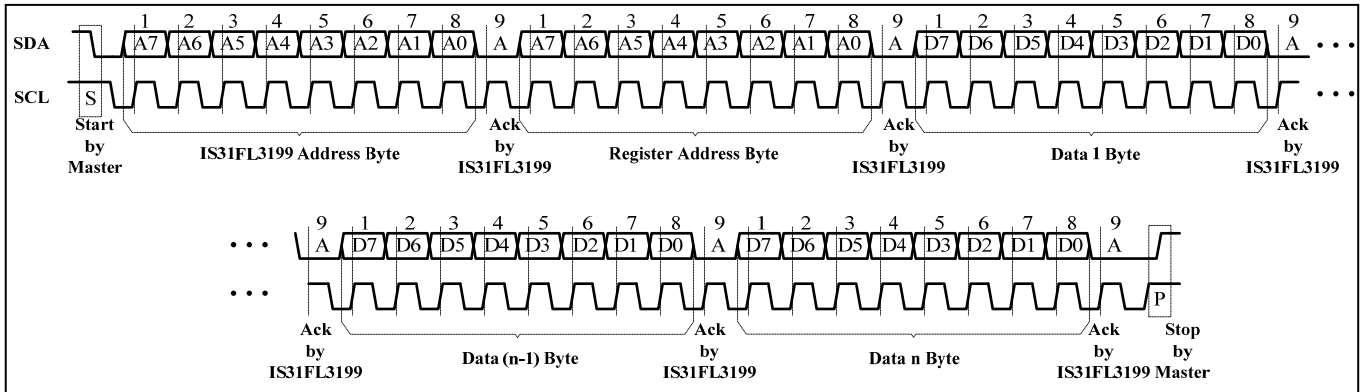 1 2 3 4 5 6 7 8 9 1 2 3 4 5 6 7 8 9 1 2 3 4 5 6 7 8 9
SDA A7 A6 A5 A4 A3 A2 A1 A0 A A7 A6 A5 A4 A3 A2 A1 A0 A D7 D6 D5 D4 D3 D2 D1 D0 A • • •
SCL S • • •
Start by Master
IS31FL3199 Address Byte
Ack by IS31FL3199
Register Address Byte
Ack by IS31FL3199
Data 1 Byte
Ack by IS31FL3199
9 1 2 3 4 5 6 7 8 9 1 2 3 4 5 6 7 8 9
• • • A D7 D6 D5 D4 D3 D2 D1 D0 A D7 D6 D5 D4 D3 D2 D1 D0 A
• • • P
Ack by IS31FL3199
Data (n-1) Byte
Ack by IS31FL3199
Data n Byte
Ack by IS31FL3199
Stop by Master